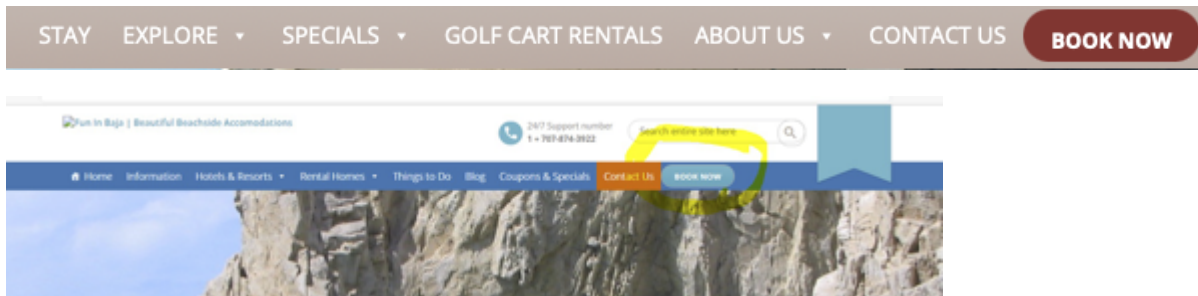 STAY EXPLORE SPECIALS GOLF CART RENTALS ABOUT US CONTACT US BOOK NOW
Fun In Baja | Beautiful Beachside Accomodations
24/7 Support number
1 - 707-874-3922
Search entire site here
Home Information Hotels & Resorts Rental Homes Things to Do Blog Coupons & Specials Contact Us BOOK NOW